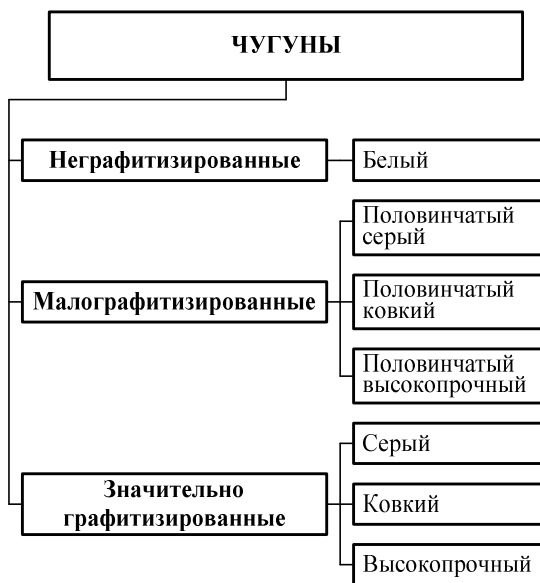 ЧУГУНЫ
Неграфитизированные
Белый
Малографитизированные
Половинчатый
серый
Половинчатый
ковкий
Половинчатый
высокопрочный
Значительно
графитизированные
Серый
Ковкий
Высокопрочный